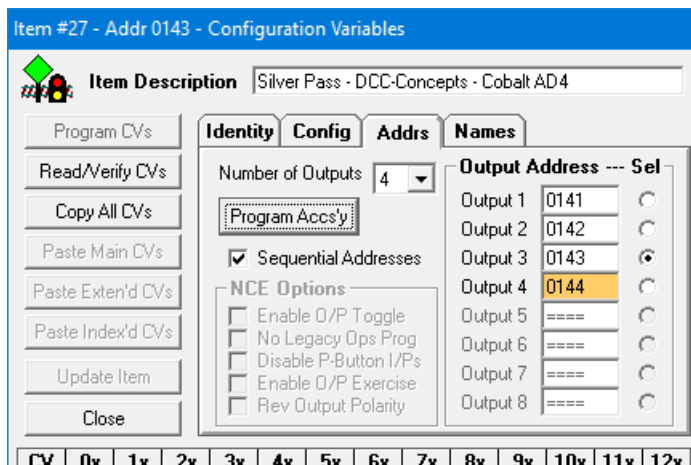 Item #27 - Addr 0143 - Configuration Variables
Item Description Silver Pass - DCC-Concepts - Cobalt AD4
Program CVs
Read/Verify CVs
Copy All CVs
Paste Main CVs
Paste Exten'd CVs
Paste Index'd CVs
Update Item
Close
Identity Config Addrs Names
Number of Outputs 4
Program Accs'y
Sequential Addresses
NCE Options
Enable O/P Toggle
No Legacy Ops Prog
Disable P-Button I/Ps
Enable O/P Exercise
Rev Output Polarity
Output Address --- Sel
Output 1 0141
Output 2 0142
Output 3 0143
Output 4 0144
Output 5 ====
Output 6 ====
Output 7 ====
Output 8 ====
CV 0x 1x 2x 3x 4x 5x 6x 7x 8x 9x 10x 11x 12x